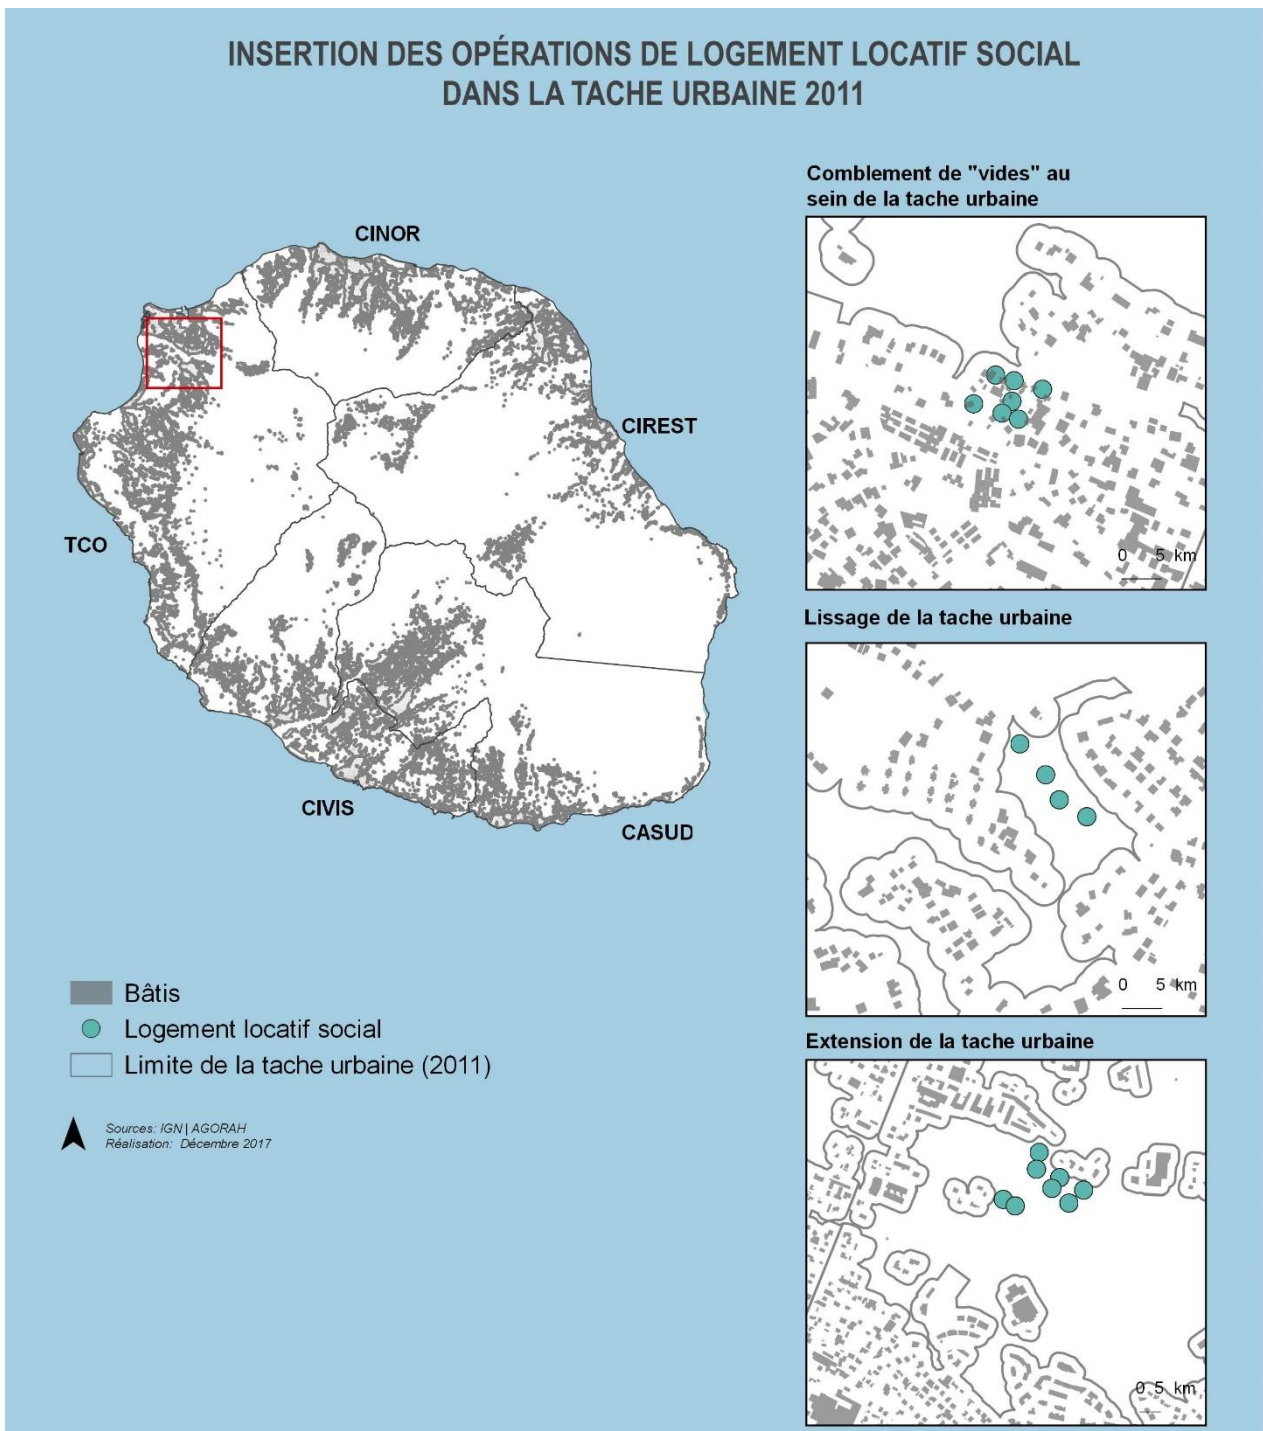 INSERTION DES OPÉRATIONS DE LOGEMENT LOCATIF SOCIAL
DANS LA TACHE URBAINE 2011
CINOR
CIREST
TCO
CIVIS
CASUD
Comblement de "vides" au
sein de la tache urbaine
0 5 km
Lissage de la tache urbaine
0 5 km
Extension de la tache urbaine
0 5 km
Bâtis
Logement locatif social
Limite de la tache urbaine (2011)
Sources: IGN | AGORAH
Réalisation: Décembre 2017